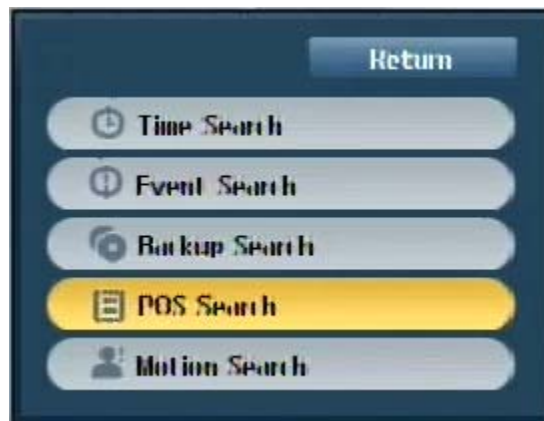 Return
Time Search
Event Search
Backup Search
POS Search
Motion Search